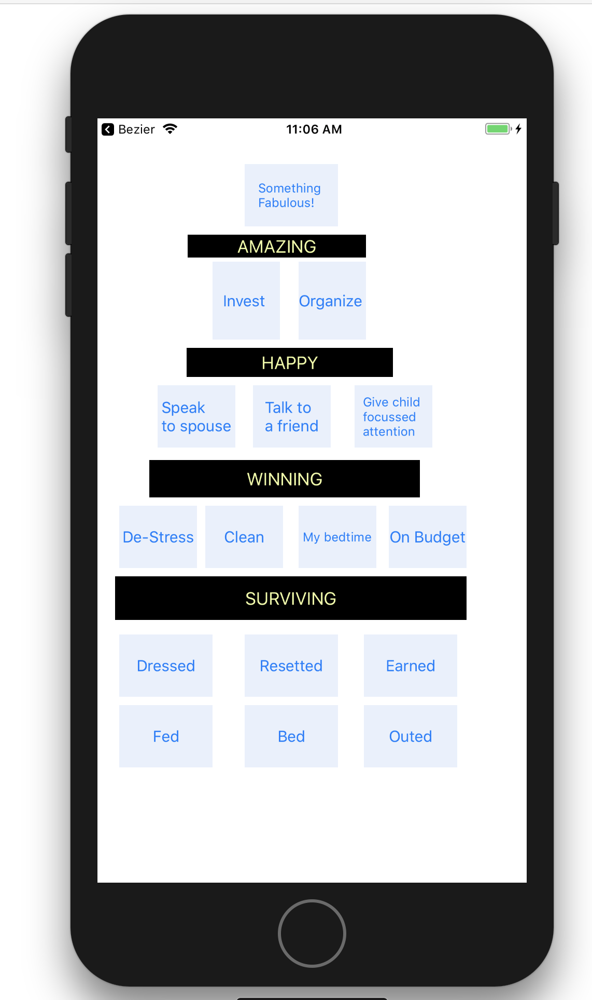 Bezier
11:06 AM
Something
Fabulous!
AMAZING
Invest
Organize
HAPPY
Speak
to spouse
Talk to
a friend
Give child
focussed
attention
WINNING
De-Stress
Clean
My bedtime
On Budget
SURVIVING
Dressed
Resetted
Earned
Fed
Bed
Outed